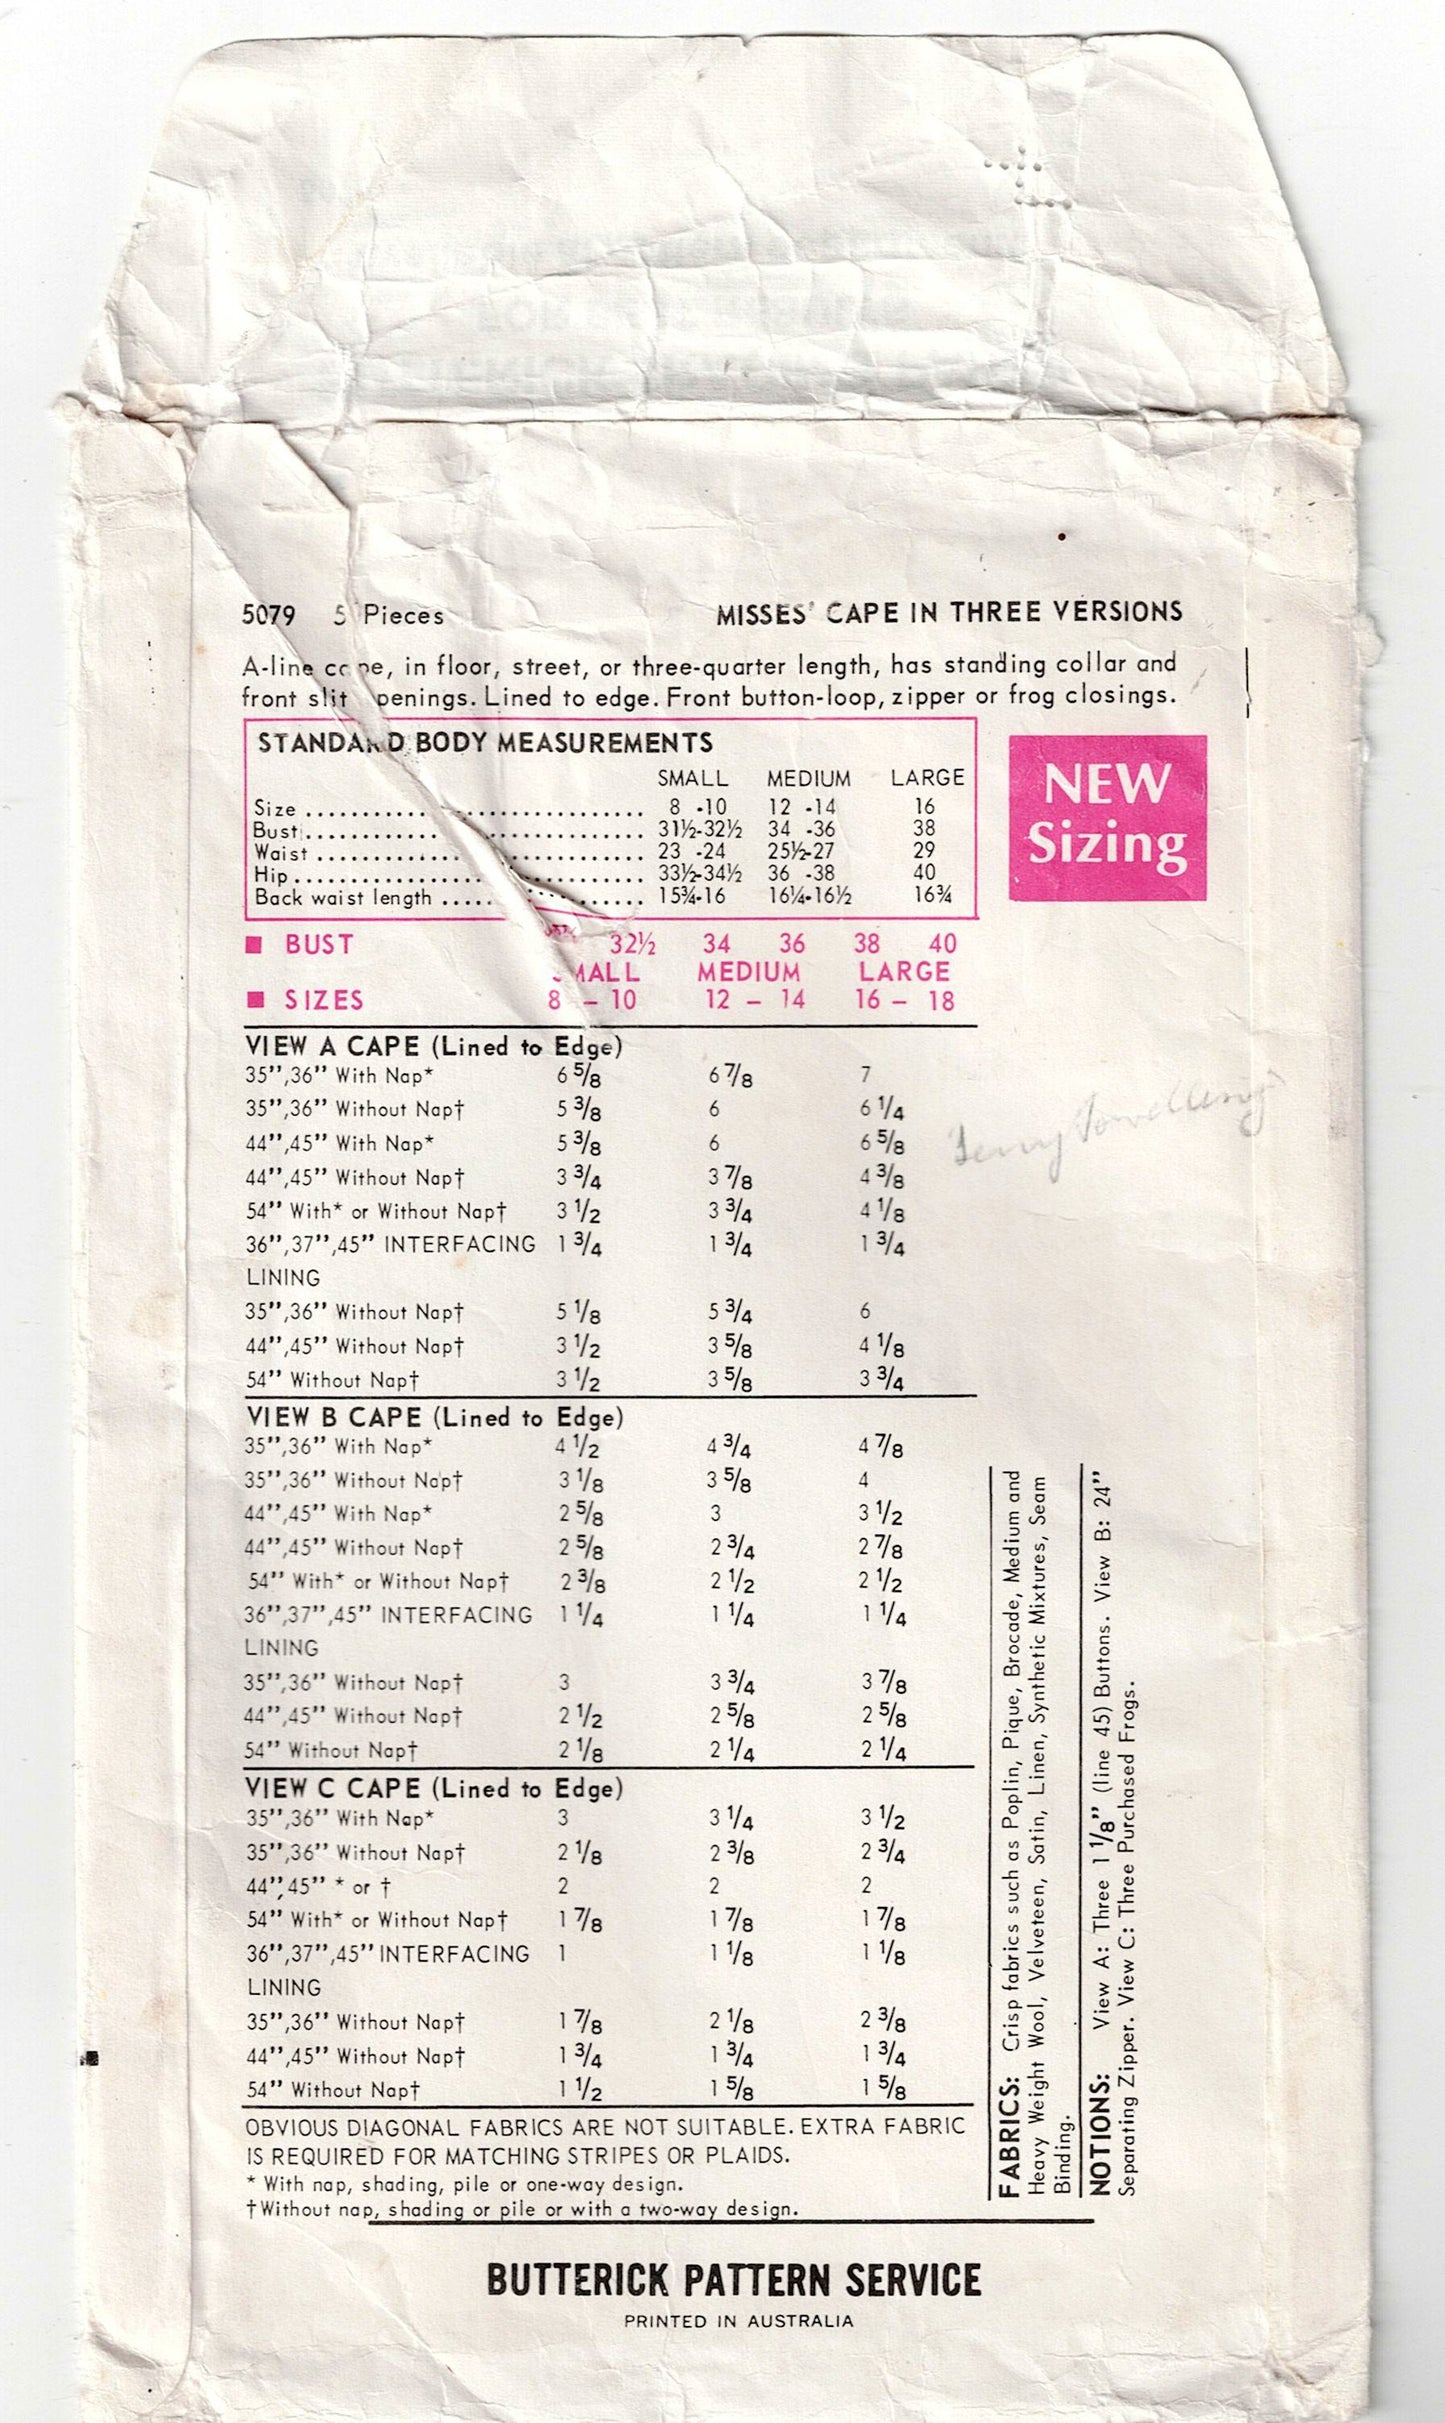 5079 5 Pieces MISSES' CAPE IN THREE VERSIONS
A-line cape, in floor, street, or three-quarter length, has standing collar and
front slit openings. Lined to edge. Front button-loop, zipper or frog closings.
STANDARD BODY MEASUREMENTS
SMALL MEDIUM LARGE
Size 8 -10 12 -14 16
Bust 31½-32½ 34 -36 38
Waist 23 -24 25½-27 29
Hip 33½-34½ 36 -38 40
Back waist length 15¾-16 16¼-16½ 16¾
NEW
Sizing
BUST 32½ 34 36 38 40
SMALL MEDIUM LARGE
SIZES 8 – 10 12 – 14 16 – 18
VIEW A CAPE (Lined to Edge)
35",36" With Nap* 6 5/8 6 7/8 7
35",36" Without Nap† 5 3/8 6 6 1/4
44",45" With Nap* 5 3/8 6 6 5/8
44",45" Without Nap† 3 3/4 3 7/8 4 3/8
54" With* or Without Nap† 3 1/2 3 3/4 4 1/8
36",37",45" INTERFACING 1 3/4 1 3/4 1 3/4
LINING
35",36" Without Nap† 5 1/8 5 3/4 6
44",45" Without Nap† 3 1/2 3 5/8 4 1/8
54" Without Nap† 3 1/2 3 5/8 3 3/4
Terry Towelling
VIEW B CAPE (Lined to Edge)
35",36" With Nap* 4 1/2 4 3/4 4 7/8
35",36" Without Nap† 3 1/8 3 5/8 4
44",45" With Nap* 2 5/8 3 3 1/2
44",45" Without Nap† 2 5/8 2 3/4 2 7/8
54" With* or Without Nap† 2 3/8 2 1/2 2 1/2
36",37",45" INTERFACING 1 1/4 1 1/4 1 1/4
LINING
35",36" Without Nap† 3 3 3/4 3 7/8
44",45" Without Nap† 2 1/2 2 5/8 2 5/8
54" Without Nap† 2 1/8 2 1/4 2 1/4
VIEW C CAPE (Lined to Edge)
35",36" With Nap* 3 3 1/4 3 1/2
35",36" Without Nap† 2 1/8 2 3/8 2 3/4
44",45" * or † 2 2 2
54" With* or Without Nap† 1 7/8 1 7/8 1 7/8
36",37",45" INTERFACING 1 1 1/8 1 1/8
LINING
35",36" Without Nap† 1 7/8 2 1/8 2 3/8
44",45" Without Nap† 1 3/4 1 3/4 1 3/4
54" Without Nap† 1 1/2 1 5/8 1 5/8
OBVIOUS DIAGONAL FABRICS ARE NOT SUITABLE. EXTRA FABRIC
IS REQUIRED FOR MATCHING STRIPES OR PLAIDS.
* With nap, shading, pile or one-way design.
†Without nap, shading or pile or with a two-way design.
FABRICS: Crisp fabrics such as Poplin, Pique, Brocade, Medium and
Heavy Weight Wool, Velveteen, Satin, Linen, Synthetic Mixtures, Seam
Binding.
NOTIONS: View A: Three 1 1/8" (line 45) Buttons. View B: 24"
Separating Zipper. View C: Three Purchased Frogs.
BUTTERICK PATTERN SERVICE
PRINTED IN AUSTRALIA